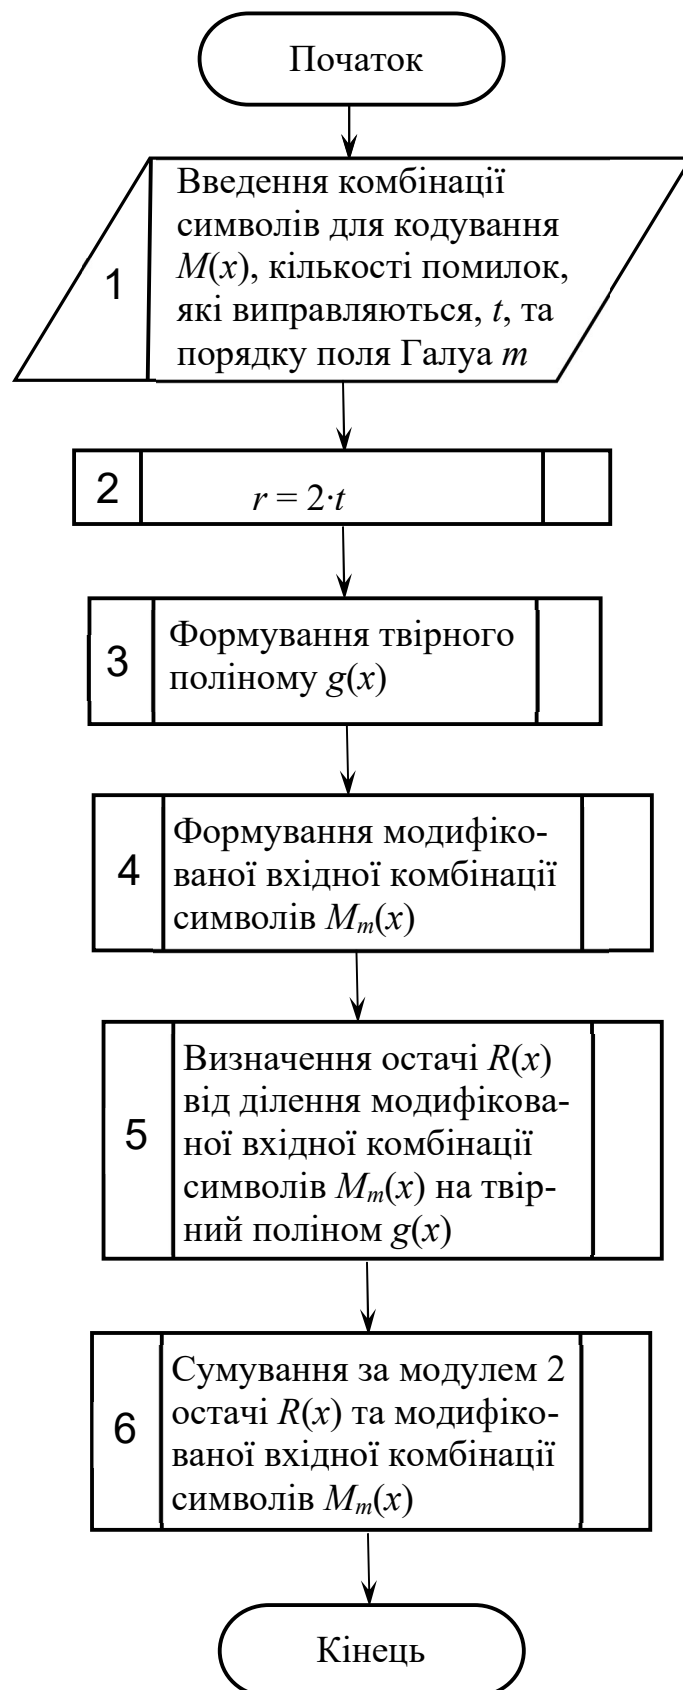 Початок
Введення комбінації
символів для кодування
M(x), кількості помилок,
які виправляються, t, та
порядку поля Галуа m
1
2
r = 2·t
3
Формування твірного
поліному g(x)
4
Формування модифіко-
ваної вхідної комбінації
символів Mm(x)
5
Визначення остачі R(x)
від ділення модифікова-
ної вхідної комбінації
символів Mm(x) на твір-
ний поліном g(x)
6
Сумування за модулем 2
остачі R(x) та модифіко-
ваної вхідної комбінації
символів Mm(x)
Кінець